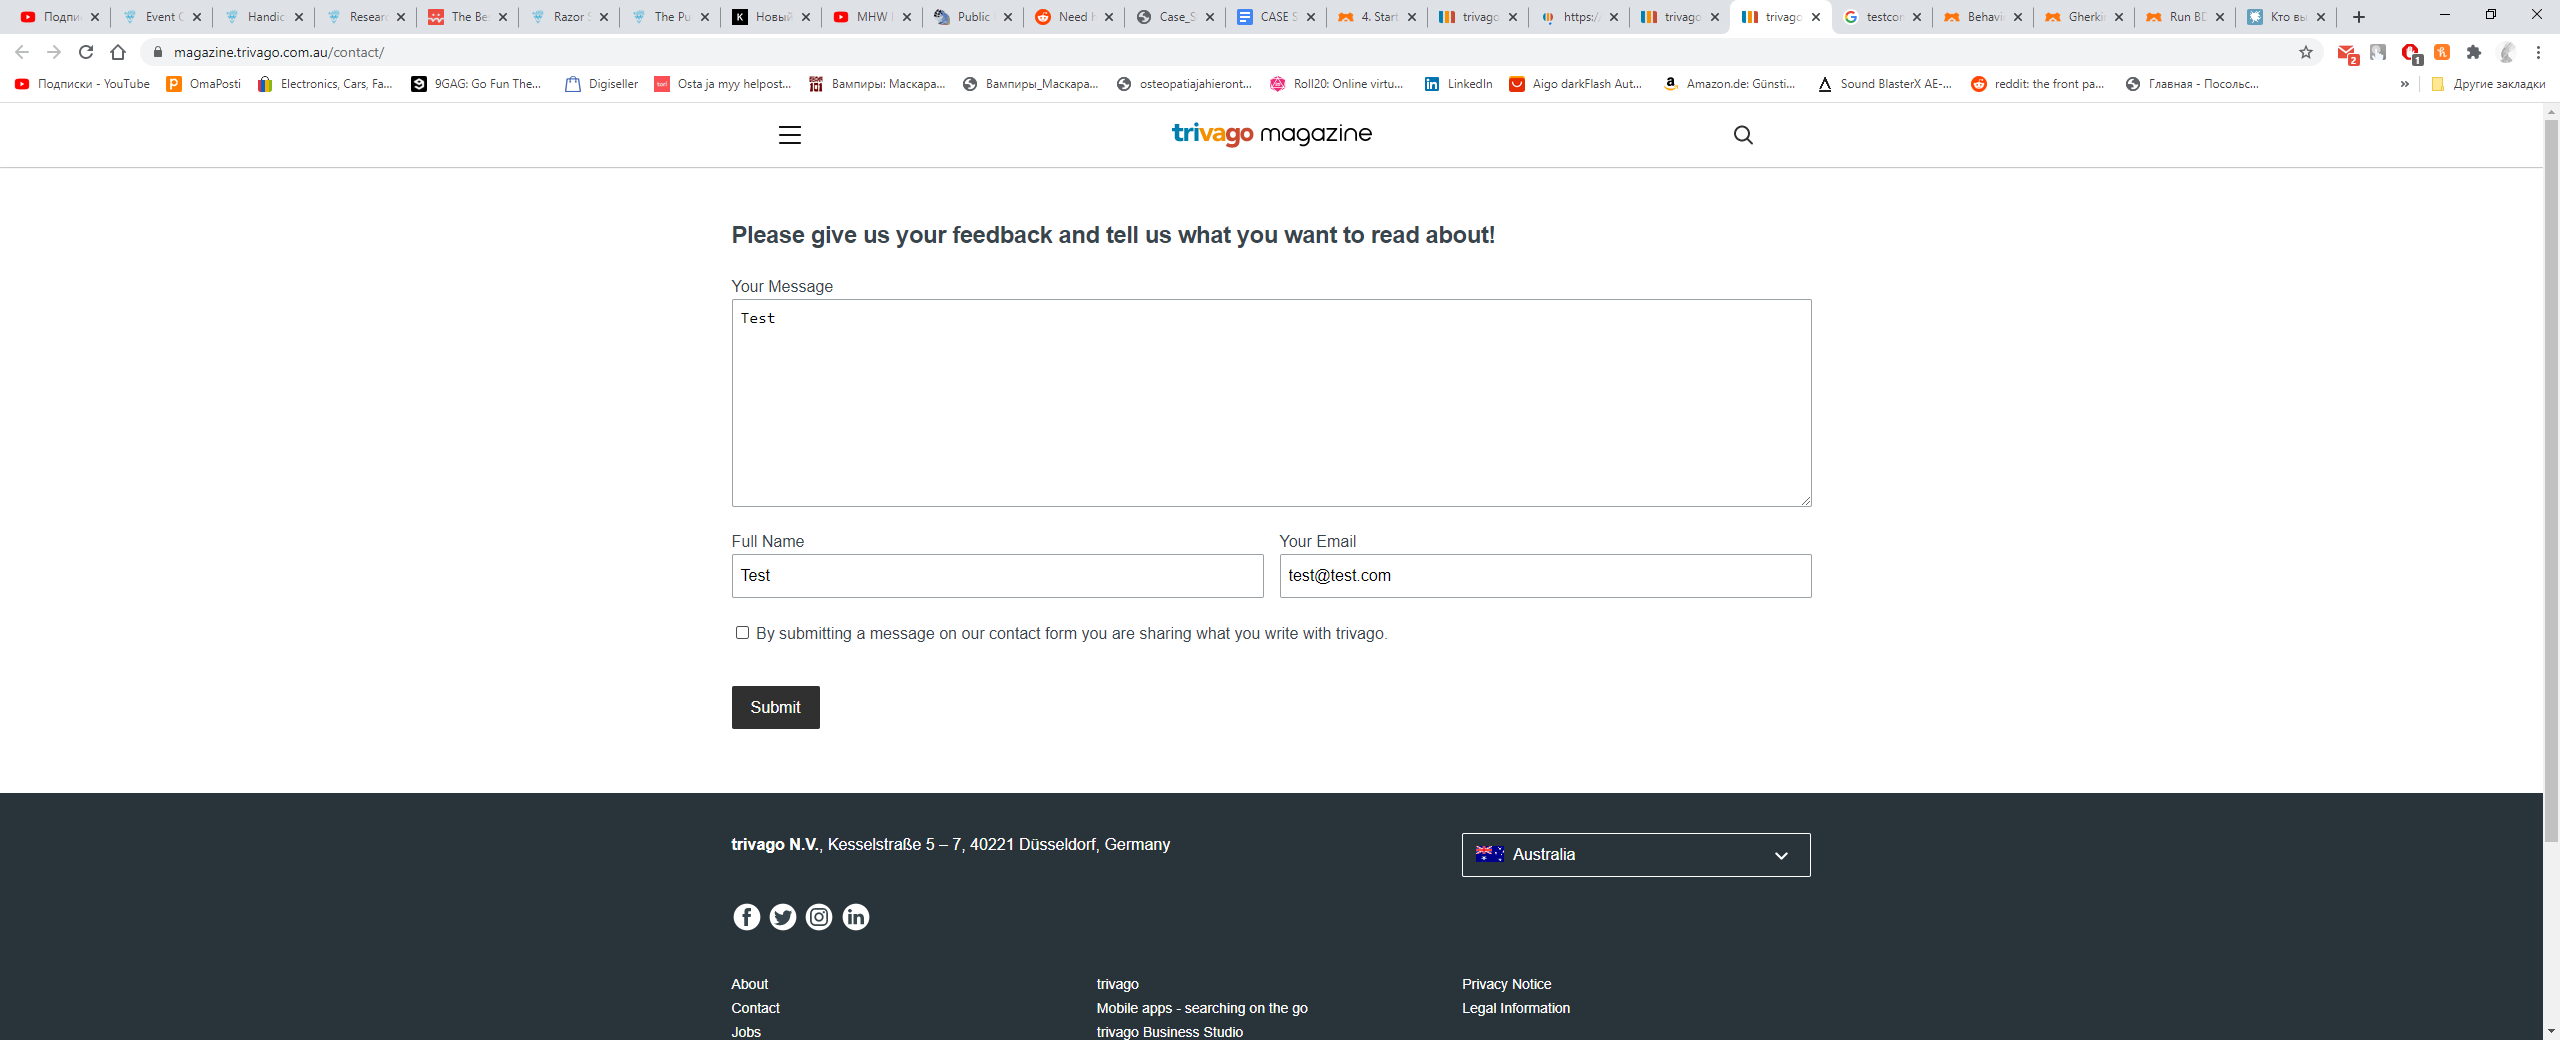 Подпи
Event C
Handic
Researc
The Be
Razor S
The Pu
Новый
MHW
Public
Need h
Case_S
CASE S
4. Start
trivago
https:/
trivago
trivago
testcor
Behavi
Gherki
Run BD
Кто вы
magazine.trivago.com.au/contact/
2
1
Подписки - YouTube
OmaPosti
Electronics, Cars, Fa...
9GAG: Go Fun The...
Digiseller
Osta ja myy helpost...
Вампиры: Маскара...
Вампиры_Маскара...
osteopatiajahieront...
Roll20: Online virtu...
LinkedIn
Aigo darkFlash Aut...
Amazon.de: Günsti...
Sound BlasterX AE-...
reddit: the front pa...
Главная - Посольс...
»
Другие закладки
trivago magazine
Please give us your feedback and tell us what you want to read about!
Your Message
Test
Full Name
Your Email
Test
test@test.com
By submitting a message on our contact form you are sharing what you write with trivago.
Submit
trivago N.V., Kesselstraße 5 – 7, 40221 Düsseldorf, Germany
Australia
About
trivago
Privacy Notice
Contact
Mobile apps - searching on the go
Legal Information
Jobs
trivago Business Studio